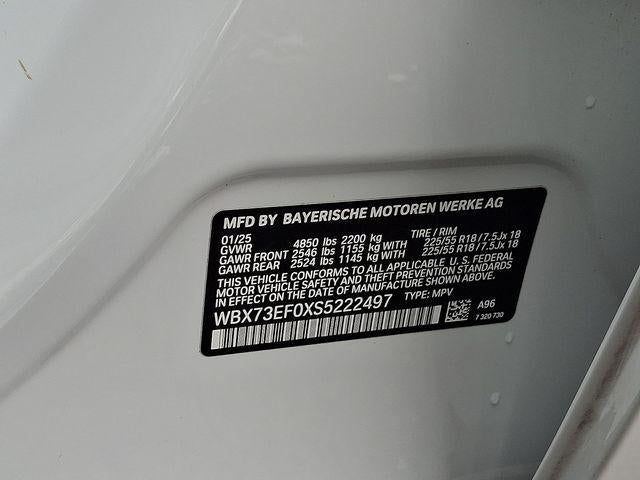 MFD BY BAYERISCHE MOTOREN WERKE AG
01/25 TIRE / RIM
GVWR 4850 lbs 2200 kg
GAWR FRONT 2546 lbs 1155 kg WITH 225/55 R18 / 7.5Jx 18
GAWR REAR 2524 lbs 1145 kg WITH 225/55 R18 / 7.5Jx 18
THIS VEHICLE CONFORMS TO ALL APPLICABLE U. S. FEDERAL
MOTOR VEHICLE SAFETY AND THEFT PREVENTION STANDARDS
IN EFFECT ON THE DATE OF MANUFACTURE SHOWN ABOVE.
WBX73EF0XS5222497 TYPE: MPV
A96
7 320 730